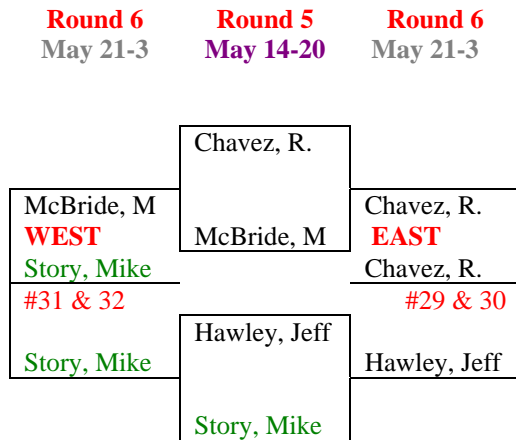 Round 6 Round 5 Round 6
May 21-3 May 14-20 May 21-3
Chavez, R.
McBride, M Chavez, R.
WEST McBride, M EAST
Story, Mike Chavez, R.
#31 & 32 #29 & 30
Hawley, Jeff
Story, Mike Hawley, Jeff
Story, Mike